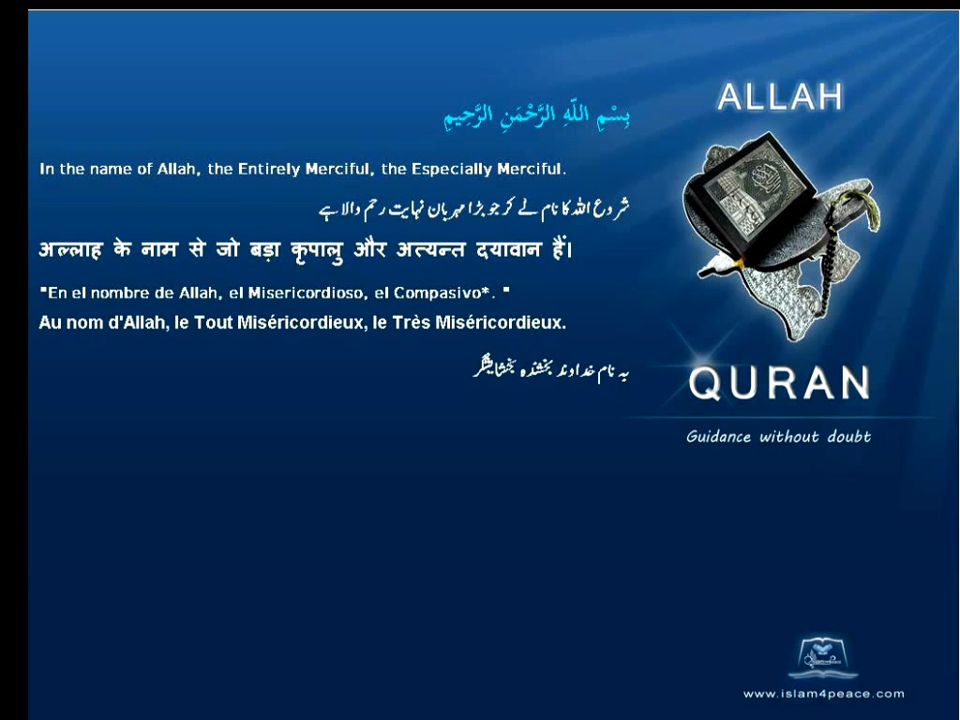 بِسْمِ اللّهِ الرَّحْمَنِ الرَّحِيمِ
In the name of Allah, the Entirely Merciful, the Especially Merciful.
شروع اللہ کا نام لے کر جو بڑا مہربان نہایت رحم والا ہے
अल्लाह के नाम से जो बड़ा कृपालु और अत्यन्त दयावान हैं।
"En el nombre de Allah, el Misericordioso, el Compasivo*. "
Au nom d'Allah, le Tout Miséricordieux, le Très Miséricordieux.
به نام خداوند بخشنده بخشایشگر
ALLAH
QURAN
Guidance without doubt
www.islam4peace.com